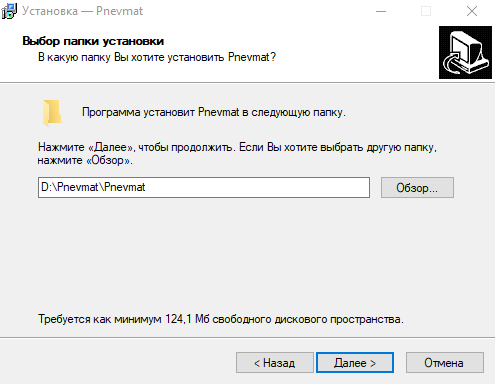 Установка — Pnevmat
Выбор папки установки
В какую папку Вы хотите установить Pnevmat?
Программа установит Pnevmat в следующую папку.
Нажмите «Далее», чтобы продолжить. Если Вы хотите выбрать другую папку,
нажмите «Обзор».
D:\Pnevmat\Pnevmat
Обзор...
Требуется как минимум 124,1 Мб свободного дискового пространства.
< Назад
Далее >
Отмена